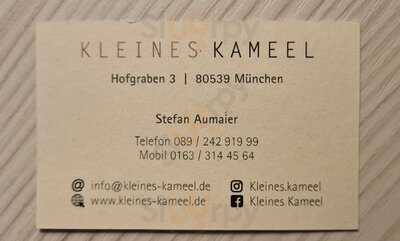 KLEINES KAMEEL
Hofgraben 3 | 80539 München
Stefan Aumaier
Telefon 089 / 242 919 99
Mobil 0163 / 314 45 64
@ info@kleines-kameel.de
www.kleines-kameel.de
Kleines.kameel
Kleines Kameel